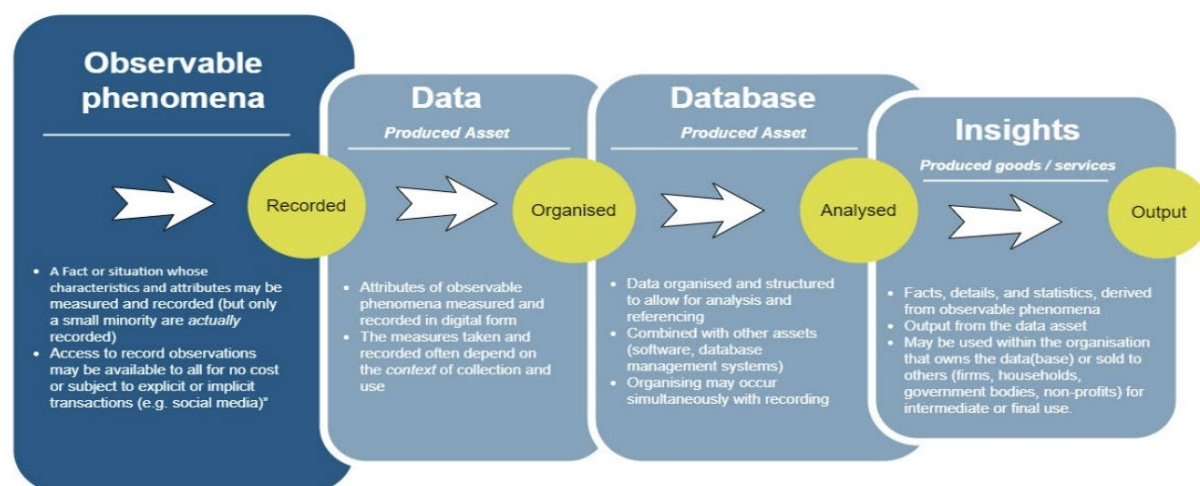 Observable
phenomena
Recorded
• A Fact or situation whose
characteristics and attributes may be
measured and recorded (but only
a small minority are actually
recorded)
• Access to record observations
may be available to all for no cost
or subject to explicit or implicit
transactions (e.g. social media)"
Data
Produced Asset
Organised
• Attributes of observable
phenomena measured and
recorded in digital form
• The measures taken and
recorded often depend on
the context of collection and
use
Database
Produced Asset
Analysed
• Data organised and structured
to allow for analysis and
referencing
• Combined with other assets
(software, database
management systems)
• Organising may occur
simultaneously with recording
Insights
Produced goods / services
Output
• Facts, details, and statistics, derived
from observable phenomena
• Output from the data asset
• May be used within the organisation
that owns the data(base) or sold to
others (firms, households,
government bodies, non-profits) for
intermediate or final use.